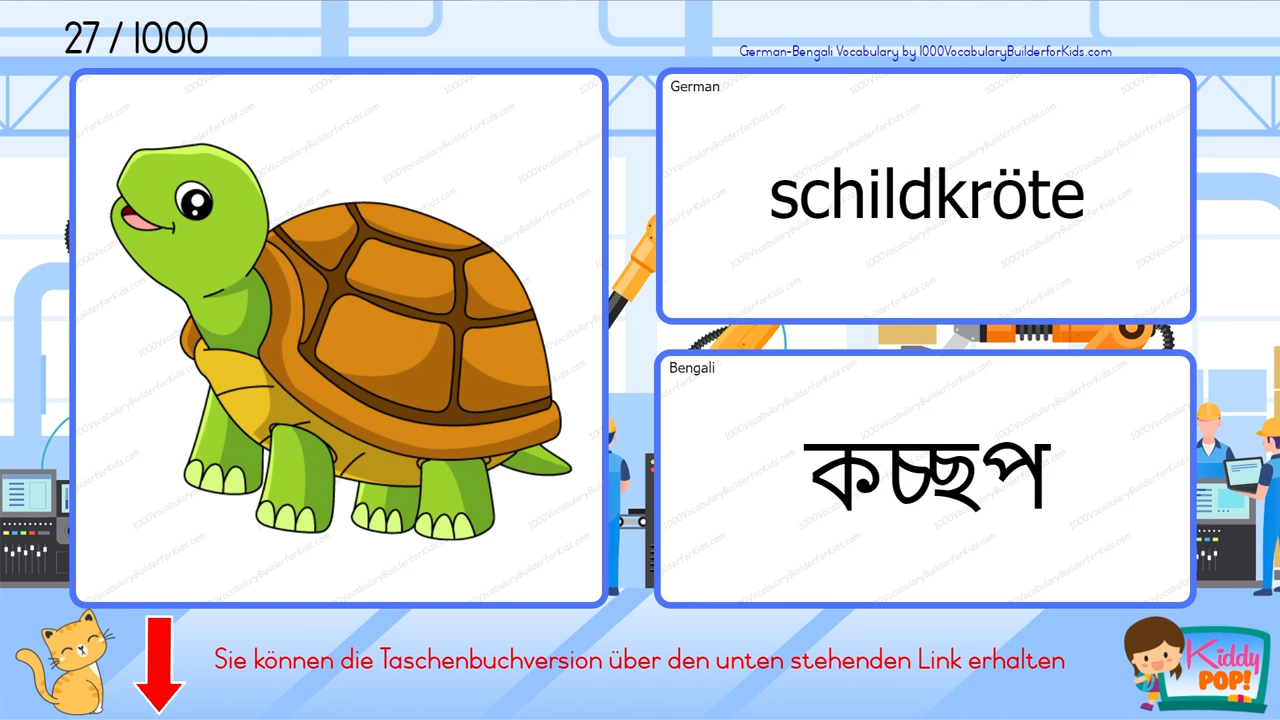 27 / 1000
German-Bengali Vocabulary by 1000VocabularyBuilderforKids.com
German
schildkröte
Bengali
কচ্ছপ
Sie können die Taschenbuchversion über den unten stehenden Link erhalten
Kiddy
POP!